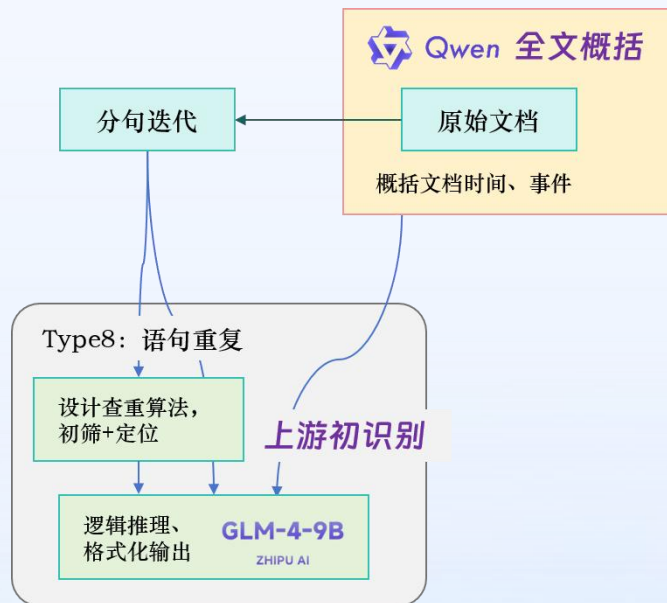 Qwen 全文概括
分句迭代
原始文档
概括文档时间、事件
Type8：语句重复
设计查重算法，
初筛+定位
上游初识别
逻辑推理、
格式化输出
GLM-4-9B
ZHIPU AI